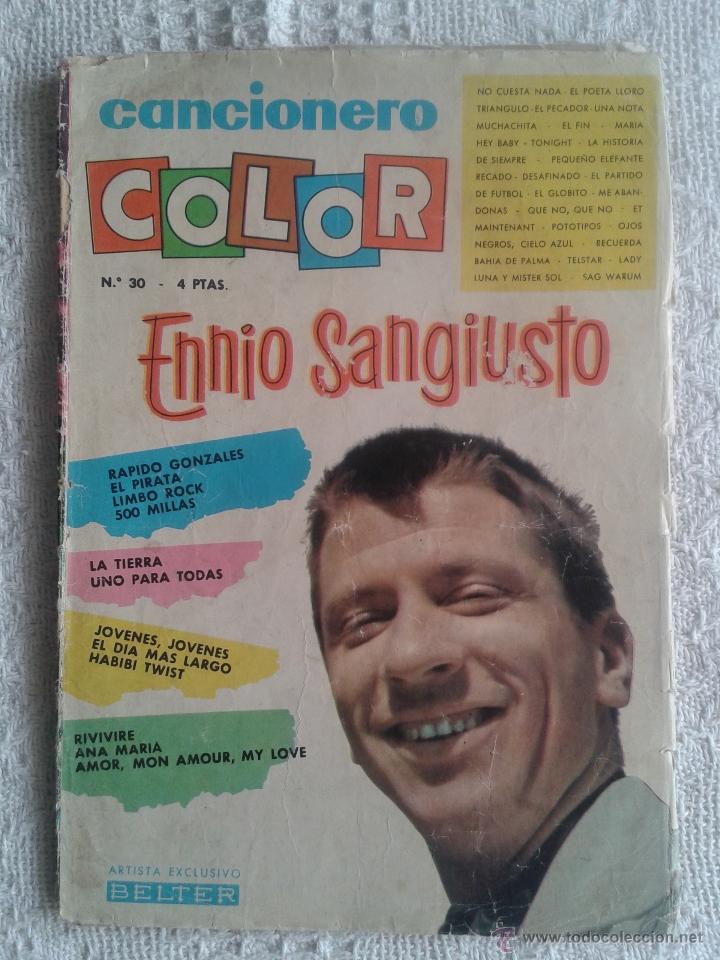 cancionero
COLOR
N.º 30 - 4 PTAS.
NO CUESTA NADA - EL POETA LLORO
TRIANGULO - EL PECADOR - UNA NOTA
MUCHACHITA - EL FIN - MARIA
HEY BABY - TONIGHT - LA HISTORIA
DE SIEMPRE - PEQUEÑO ELEFANTE
RECADO - DESAFINADO - EL PARTIDO
DE FUTBOL - EL GLOBITO - ME ABAN-
DONAS - QUE NO, QUE NO - ET
MAINTENANT - POTOTIPOS - OJOS
NEGROS, CIELO AZUL - RECUERDA
BAHIA DE PALMA - TELSTAR - LADY
LUNA Y MISTER SOL - SAG WARUM
Ennio Sangiusto
RAPIDO GONZALES
EL PIRATA
LIMBO ROCK
500 MILLAS
LA TIERRA
UNO PARA TODAS
JOVENES, JOVENES
EL DIA MAS LARGO
HABIBI TWIST
RIVIVIRE
ANA MARIA
AMOR, MON AMOUR, MY LOVE
ARTISTA EXCLUSIVO
BELTER
www.todocoleccion.net